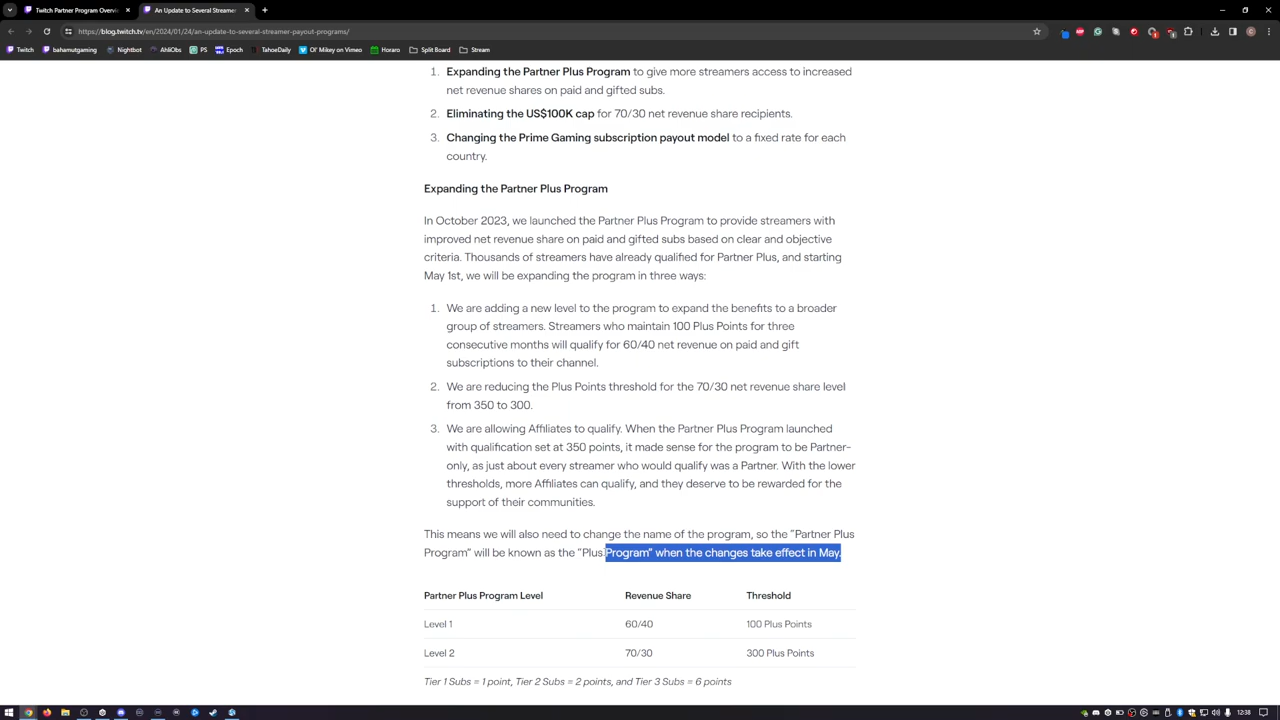 Twitch Partner Program Overvi
An Update to Several Streamer
https://blog.twitch.tv/en/2024/01/24/an-update-to-several-streamer-payout-programs/
Twitch bahamutgaming Nightbot AhliObs PS Epoch TahoeDaily Ol' Mikey on Vimeo Horaro Split Board Stream
1. Expanding the Partner Plus Program to give more streamers access to increased
net revenue shares on paid and gifted subs.
2. Eliminating the US$100K cap for 70/30 net revenue share recipients.
3. Changing the Prime Gaming subscription payout model to a fixed rate for each
country.
Expanding the Partner Plus Program
In October 2023, we launched the Partner Plus Program to provide streamers with
improved net revenue share on paid and gifted subs based on clear and objective
criteria. Thousands of streamers have already qualified for Partner Plus, and starting
May 1st, we will be expanding the program in three ways:
1. We are adding a new level to the program to expand the benefits to a broader
group of streamers. Streamers who maintain 100 Plus Points for three
consecutive months will qualify for 60/40 net revenue on paid and gift
subscriptions to their channel.
2. We are reducing the Plus Points threshold for the 70/30 net revenue share level
from 350 to 300.
3. We are allowing Affiliates to qualify. When the Partner Plus Program launched
with qualification set at 350 points, it made sense for the program to be Partner-
only, as just about every streamer who would qualify was a Partner. With the lower
thresholds, more Affiliates can qualify, and they deserve to be rewarded for the
support of their communities.
This means we will also need to change the name of the program, so the “Partner Plus
Program” will be known as the “Plus Program” when the changes take effect in May.
Partner Plus Program Level Revenue Share Threshold
Level 1 60/40 100 Plus Points
Level 2 70/30 300 Plus Points
Tier 1 Subs = 1 point, Tier 2 Subs = 2 points, and Tier 3 Subs = 6 points
12:38